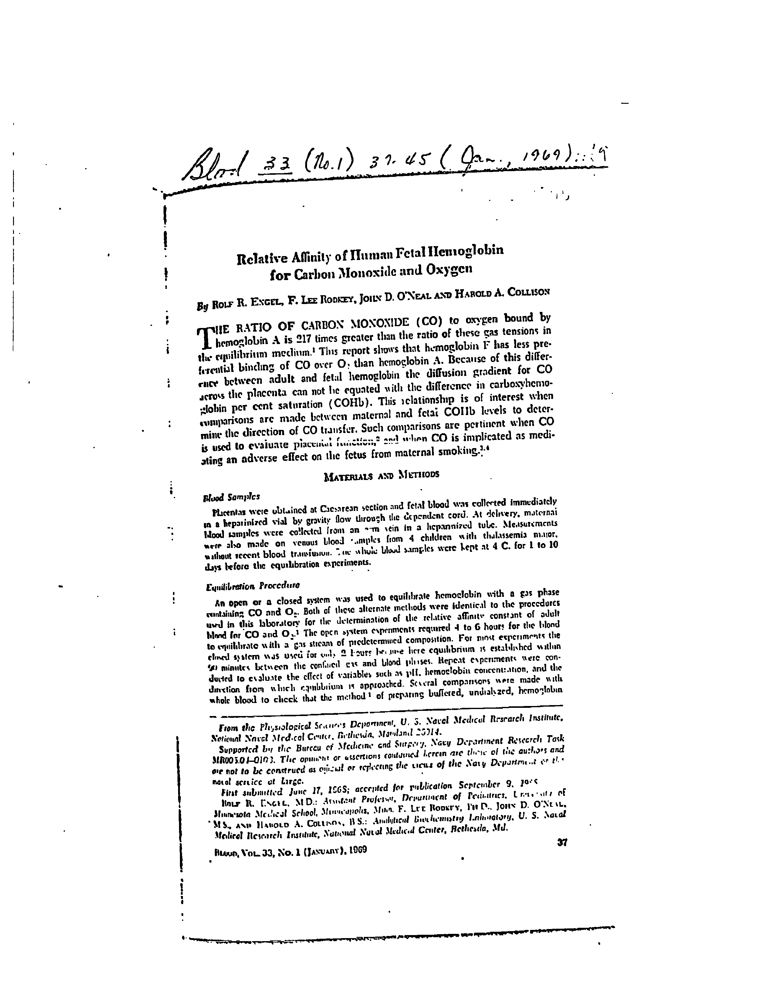 Blood 33 (No.1) 37-45 (Jan., 1969)
Relative Affinity of Human Fetal Hemoglobin
for Carbon Monoxide and Oxygen
By ROLF R. ENGEL, F. LEE RODKEY, JOHN D. O'NEAL AND HAROLD A. COLLISON
THE RATIO OF CARBON MONOXIDE (CO) to oxygen bound by
hemoglobin A is 217 times greater than the ratio of these gas tensions in
the equilibrium medium.¹ This report shows that hemoglobin F has less pre-
ferential binding of CO over O₂ than hemoglobin A. Because of this differ-
ence between adult and fetal hemoglobin the diffusion gradient for CO
across the placenta can not be equated with the difference in carboxyhemo-
globin per cent saturation (COHb). This relationship is of interest when
comparisons are made between maternal and fetal COHb levels to deter-
mine the direction of CO transfer. Such comparisons are pertinent when CO
is used to evaluate placental function,² and when CO is implicated as medi-
ating an adverse effect on the fetus from maternal smoking.³,⁴
MATERIALS AND METHODS
Blood Samples
Placentas were obtained at Caesarean section and fetal blood was collected immediately
in a heparinized vial by gravity flow through the dependent cord. At delivery, maternal
blood samples were collected from an arm vein in a heparinized tube. Measurements
were also made on venous blood samples from 4 children with thalassemia major,
without recent blood transfusion. The whole blood samples were kept at 4 C. for 1 to 10
days before the equilibration experiments.
Equilibration Procedure
An open or a closed system was used to equilibrate hemoglobin with a gas phase
containing CO and O₂. Both of these alternate methods were identical to the procedures
used in this laboratory for the determination of the relative affinity constant of adult
blood for CO and O₂.¹ The open system experiments required 4 to 6 hours for the blood
to equilibrate with a gas stream of predetermined composition. For most experiments the
closed system was used for only 2 hours because here equilibrium is established within
minutes between the confined gas and blood phases. Repeat experiments were con-
ducted to evaluate the effect of variables such as pH, hemoglobin concentration, and the
direction from which equilibrium is approached. Several comparisons were made with
whole blood to check that the method¹ of preparing buffered, undialyzed, hemoglobin
From the Physiological Sciences Department, U. S. Naval Medical Research Institute,
National Naval Medical Center, Bethesda, Maryland 20014.
Supported by the Bureau of Medicine and Surgery, Navy Department Research Task
The opinions or assertions contained herein are those of the authors and
are not to be construed as official or reflecting the views of the Navy Department or the
naval service at large.
First submitted June 17, 1968; accepted for publication September 9,
ROLF R. ENGEL, M.D.: Assistant Professor, Department of Pediatrics, University of
Minnesota Medical School, Minneapolis, Minn. F. LEE RODKEY, PH.D., JOHN D. O'NEAL,
M.S., AND HAROLD A. COLLISON, B.S.: Analytical Biochemistry Laboratory, U. S. Naval
Medical Research Institute, National Naval Medical Center, Bethesda, Md.
BLOOD, VOL. 33, NO. 1 (JANUARY), 1969
37